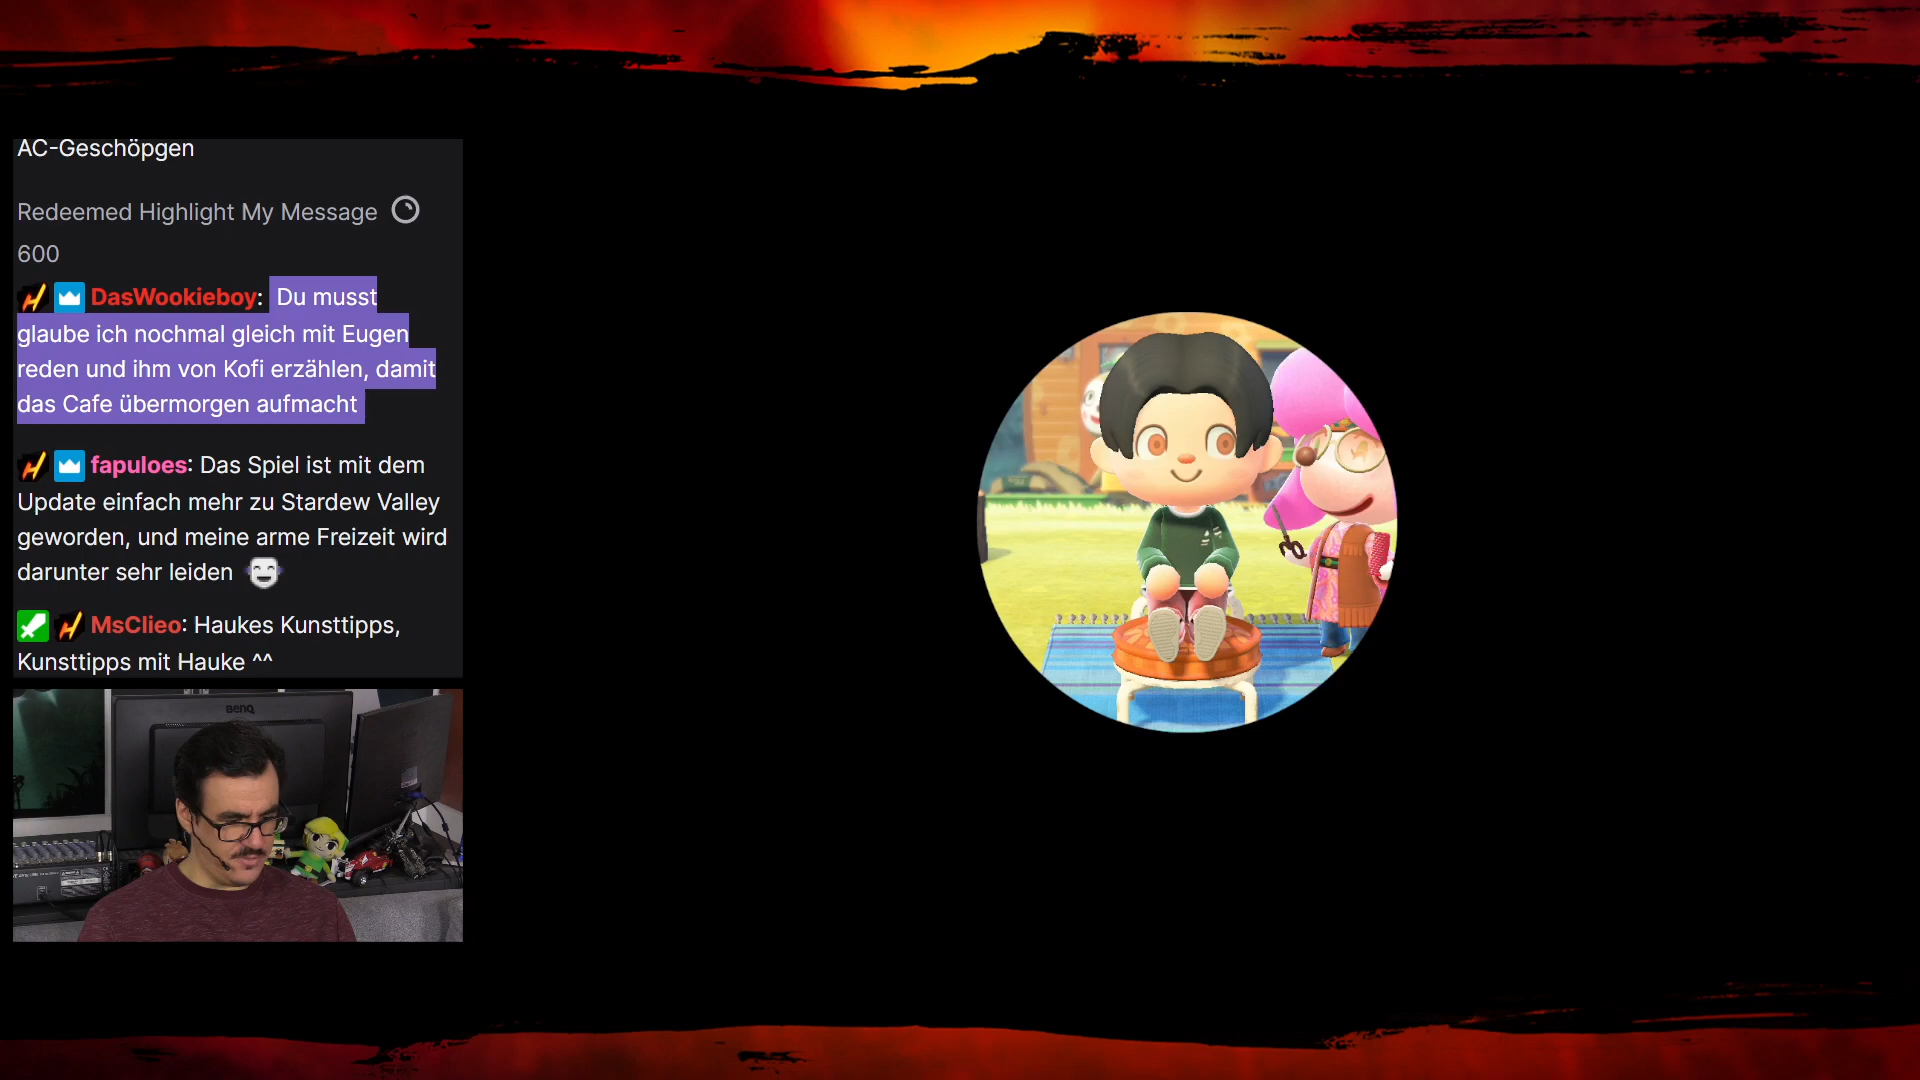 AC-Geschöpgen
Redeemed Highlight My Message
600
DasWookieboy: Du musst
glaube ich nochmal gleich mit Eugen
reden und ihm von Kofi erzählen, damit
das Cafe übermorgen aufmacht
fapuloes: Das Spiel ist mit dem
Update einfach mehr zu Stardew Valley
geworden, und meine arme Freizeit wird
darunter sehr leiden
MsClieo: Haukes Kunsttipps,
Kunsttipps mit Hauke ^^
BenQ